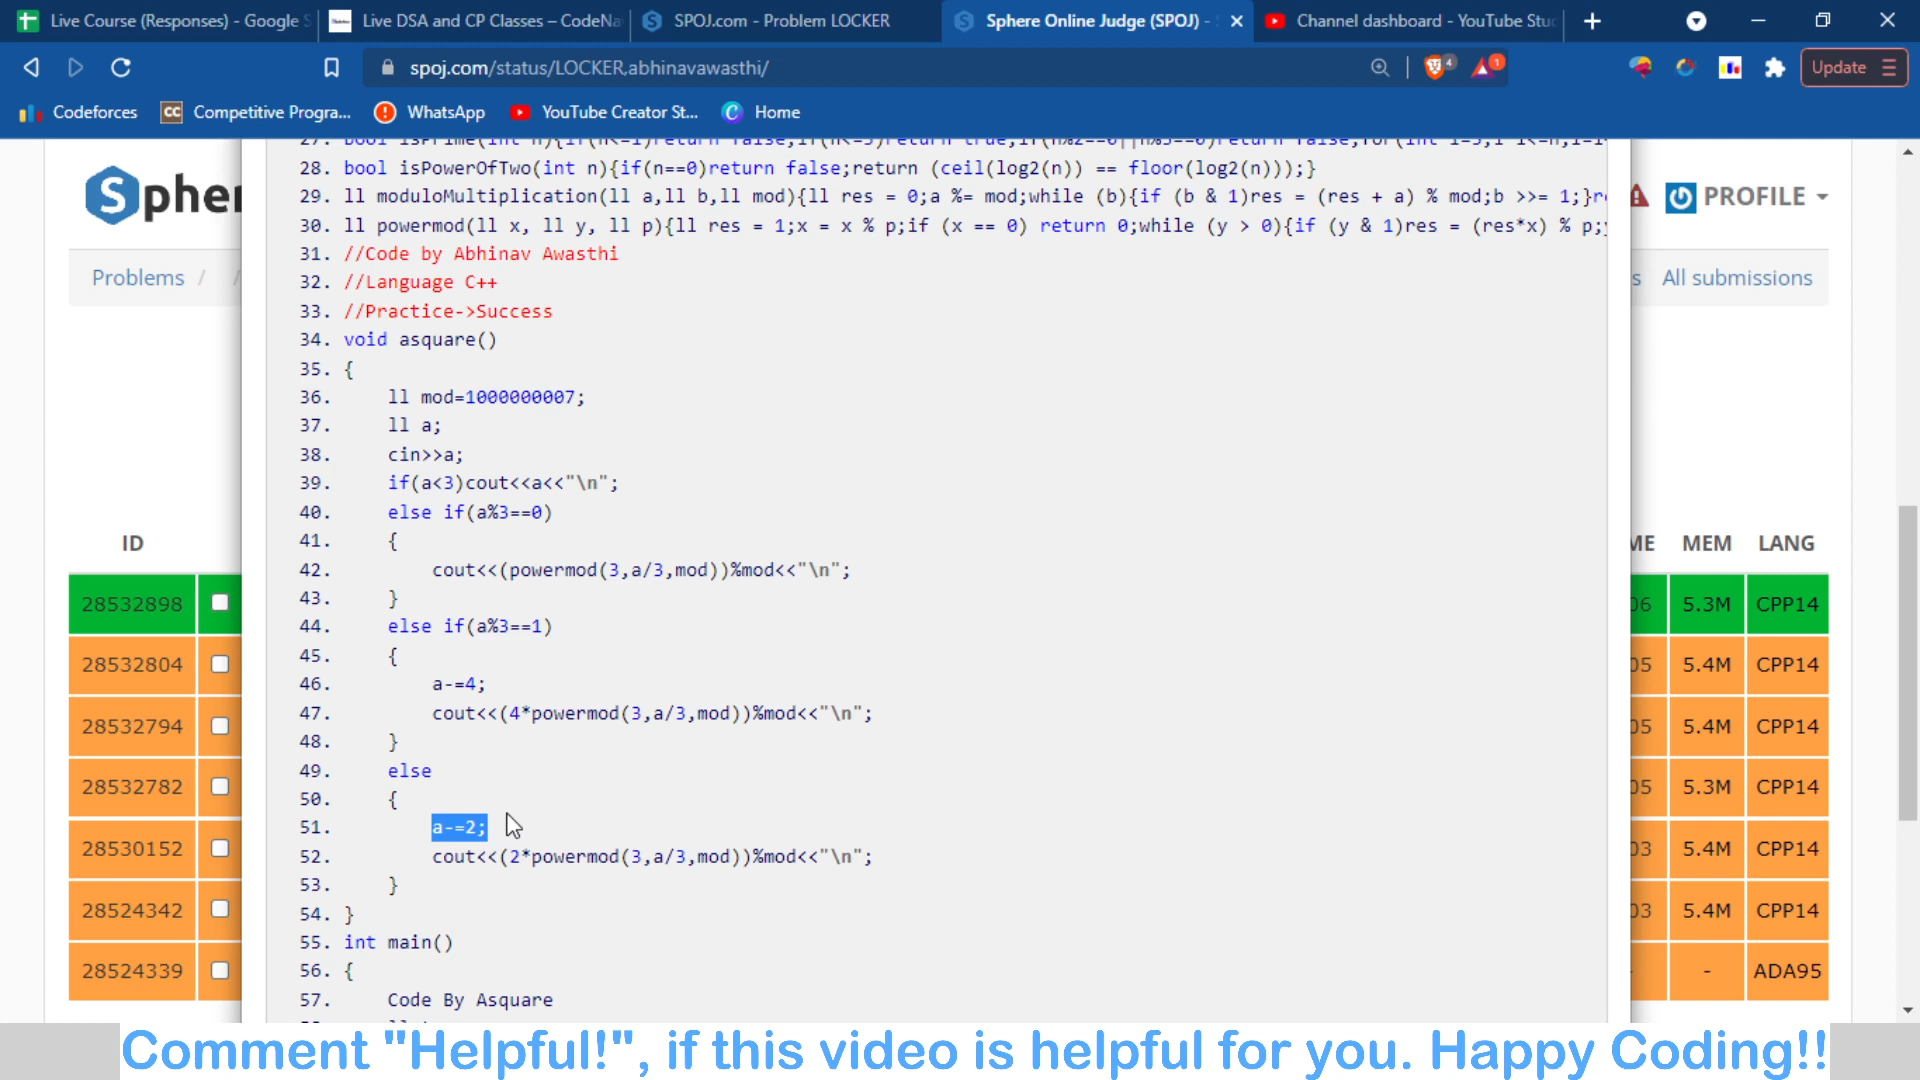 Live Course (Responses) - Google S
Live DSA and CP Classes – CodeNa
SPOJ.com - Problem LOCKER
Sphere Online Judge (SPOJ) -
Channel dashboard - YouTube Stu
spoj.com/status/LOCKER,abhinavawasthi/
4
1
Update
Codeforces
CC Competitive Progra...
WhatsApp
YouTube Creator St...
Home
Spher
PROFILE
Problems / /
s All submissions
28. bool isPowerOfTwo(int n){if(n==0)return false;return (ceil(log2(n)) == floor(log2(n)));}
29. ll moduloMultiplication(ll a,ll b,ll mod){ll res = 0;a %= mod;while (b){if (b & 1)res = (res + a) % mod;b >>= 1;}r
30. ll powermod(ll x, ll y, ll p){ll res = 1;x = x % p;if (x == 0) return 0;while (y > 0){if (y & 1)res = (res*x) % p;
31. //Code by Abhinav Awasthi
32. //Language C++
33. //Practice->Success
34. void asquare()
35. {
36. ll mod=1000000007;
37. ll a;
38. cin>>a;
39. if(a<3)cout<<a<<"\n";
40. else if(a%3==0)
41. {
42. cout<<(powermod(3,a/3,mod))%mod<<"\n";
43. }
44. else if(a%3==1)
45. {
46. a-=4;
47. cout<<(4*powermod(3,a/3,mod))%mod<<"\n";
48. }
49. else
50. {
51. a-=2;
52. cout<<(2*powermod(3,a/3,mod))%mod<<"\n";
53. }
54. }
55. int main()
56. {
57. Code By Asquare
ID
ME MEM LANG
28532898 06 5.3M CPP14
28532804 05 5.4M CPP14
28532794 05 5.4M CPP14
28532782 05 5.3M CPP14
28530152 03 5.4M CPP14
28524342 03 5.4M CPP14
28524339 - - ADA95
Comment "Helpful!", if this video is helpful for you. Happy Coding!!